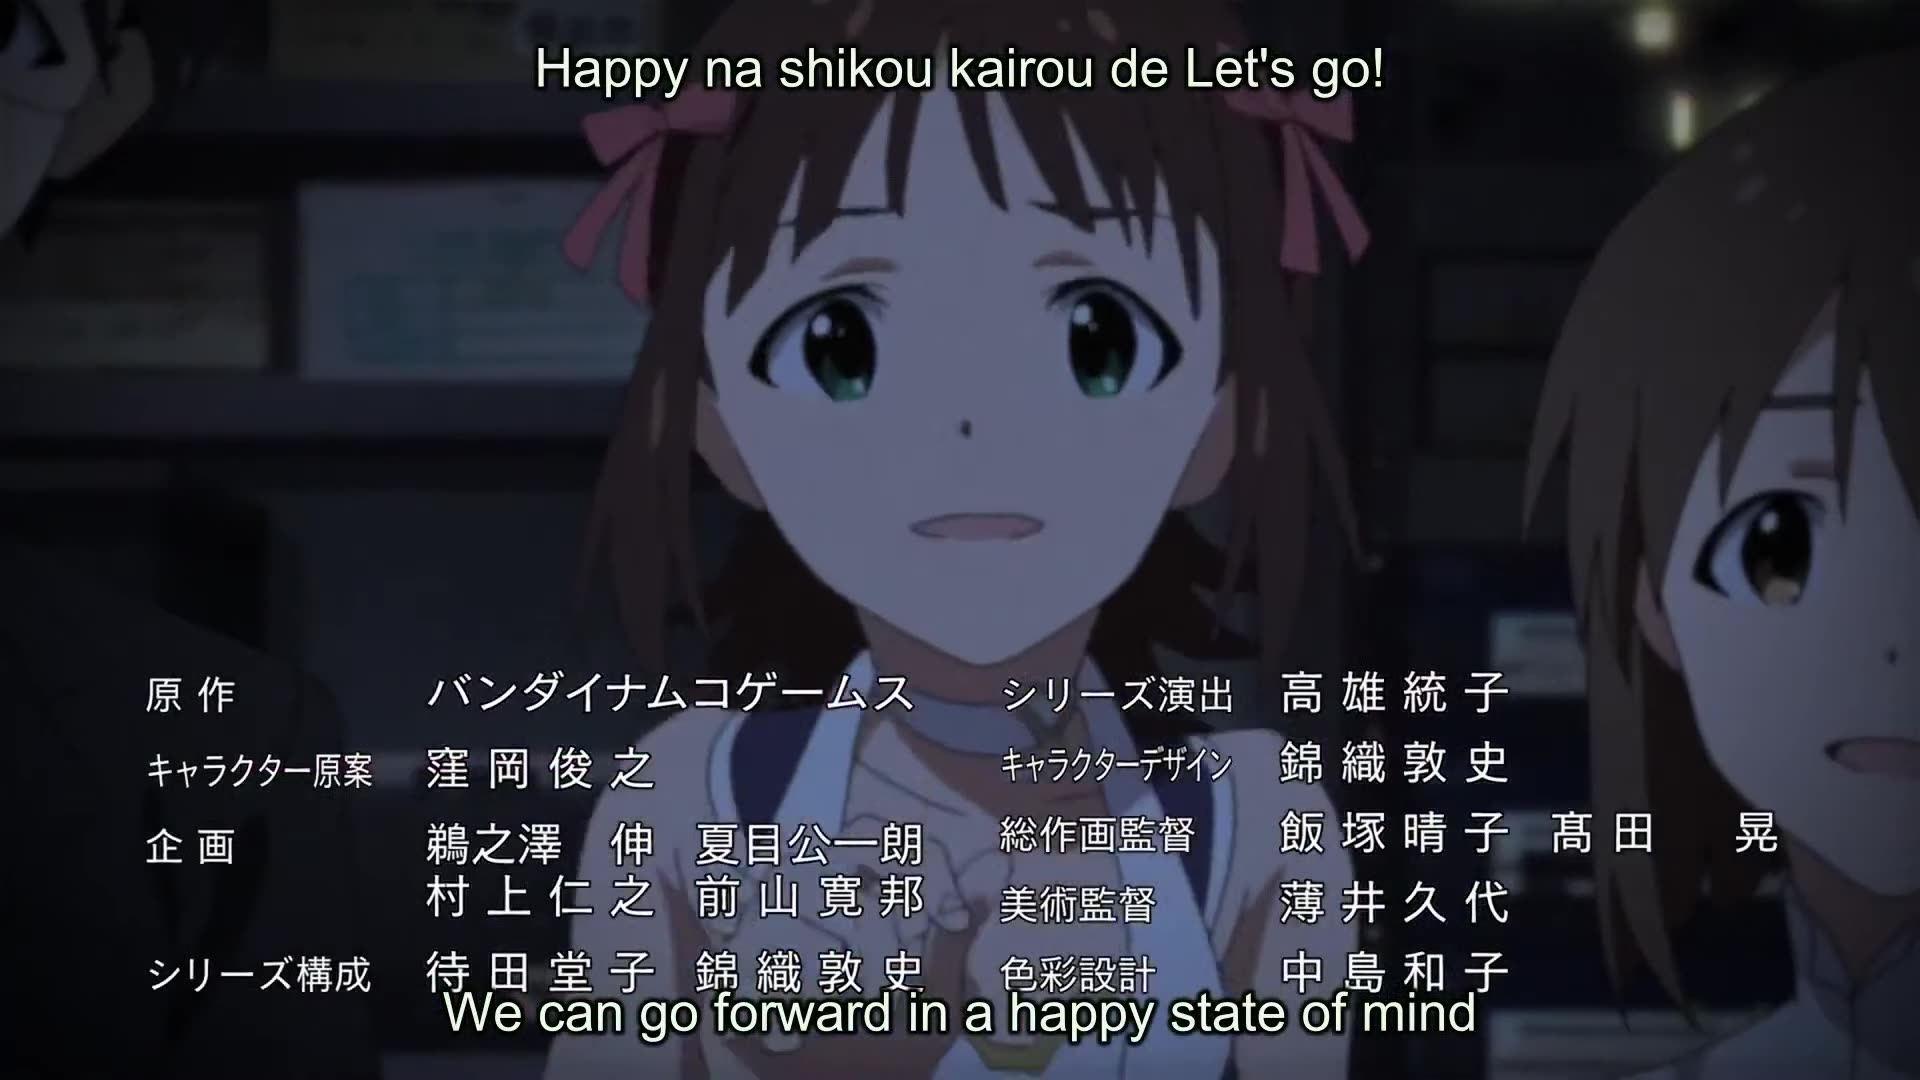 Happy na shikou kairou de Let's go!
原作 バンダイナムコゲームス
キャラクター原案 窪岡俊之
企画 鵜之澤 伸 夏目公一朗
村上仁之 前山寛邦
シリーズ構成 待田堂子 錦織敦史
シリーズ演出 高雄統子
キャラクターデザイン 錦織敦史
総作画監督 飯塚晴子 髙田 晃
美術監督 薄井久代
色彩設計 中島和子
We can go forward in a happy state of mind